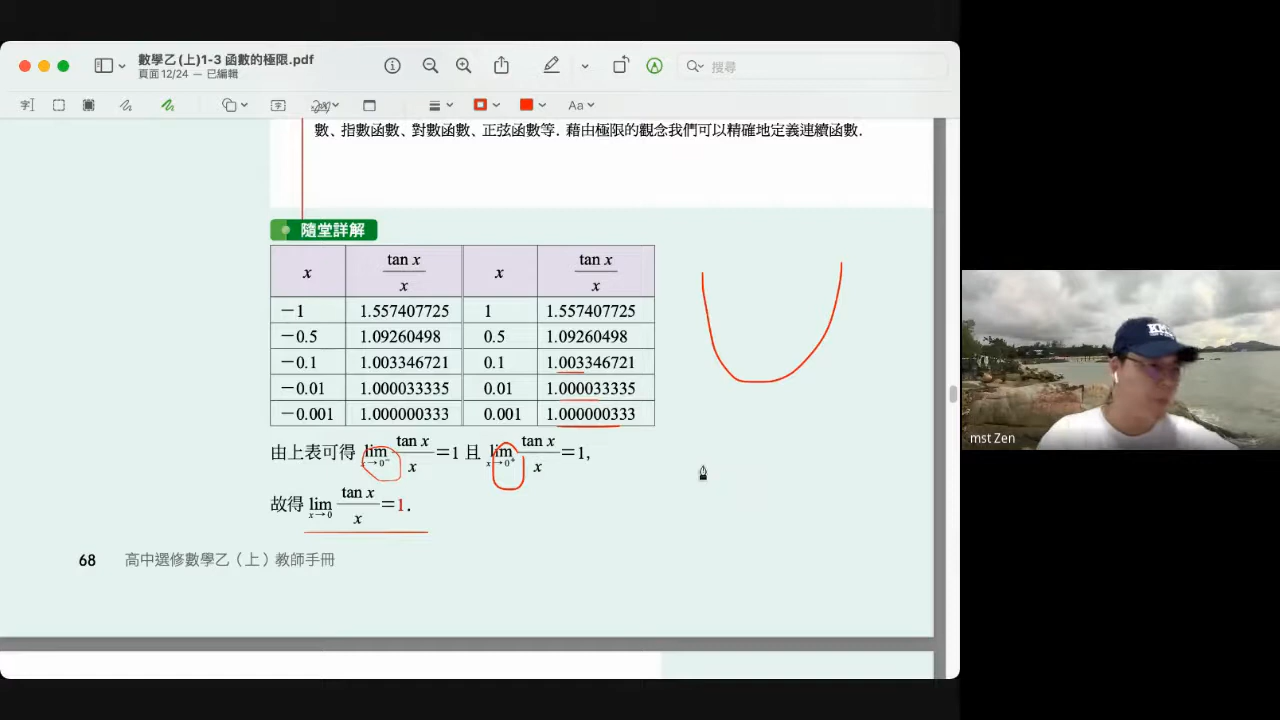 數學乙(上)1-3 函數的極限.pdf
頁面 12/24 — 已編輯
搜尋
Aa
數、指數函數、對數函數、正弦函數等．藉由極限的觀念我們可以精確地定義連續函數．
隨堂詳解
x tan x / x x tan x / x
−1 1.557407725 1 1.557407725
−0.5 1.09260498 0.5 1.09260498
−0.1 1.003346721 0.1 1.003346721
−0.01 1.000033335 0.01 1.000033335
−0.001 1.000000333 0.001 1.000000333
由上表可得 lim x→0⁻ tan x / x =1 且 lim x→0⁺ tan x / x =1,
故得 lim x→0 tan x / x =1.
68 高中選修數學乙（上）教師手冊
mst Zen